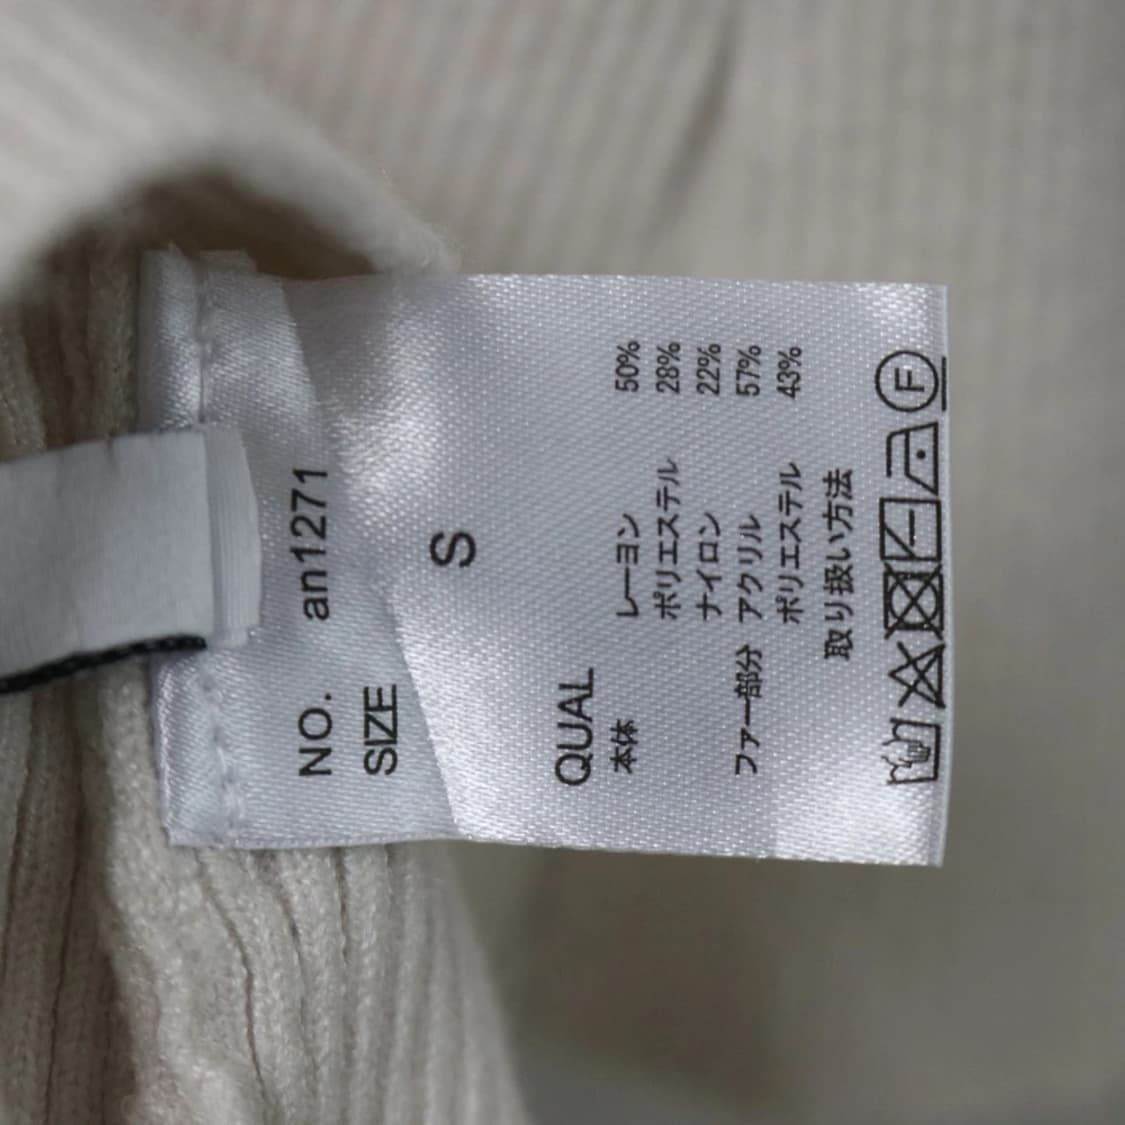 NO. an1271
SIZE
S
QUAL
本体 レーヨン 50%
ポリエステル 28%
ナイロン 22%
ファー部分 アクリル 57%
ポリエステル 43%
取り扱い方法
F